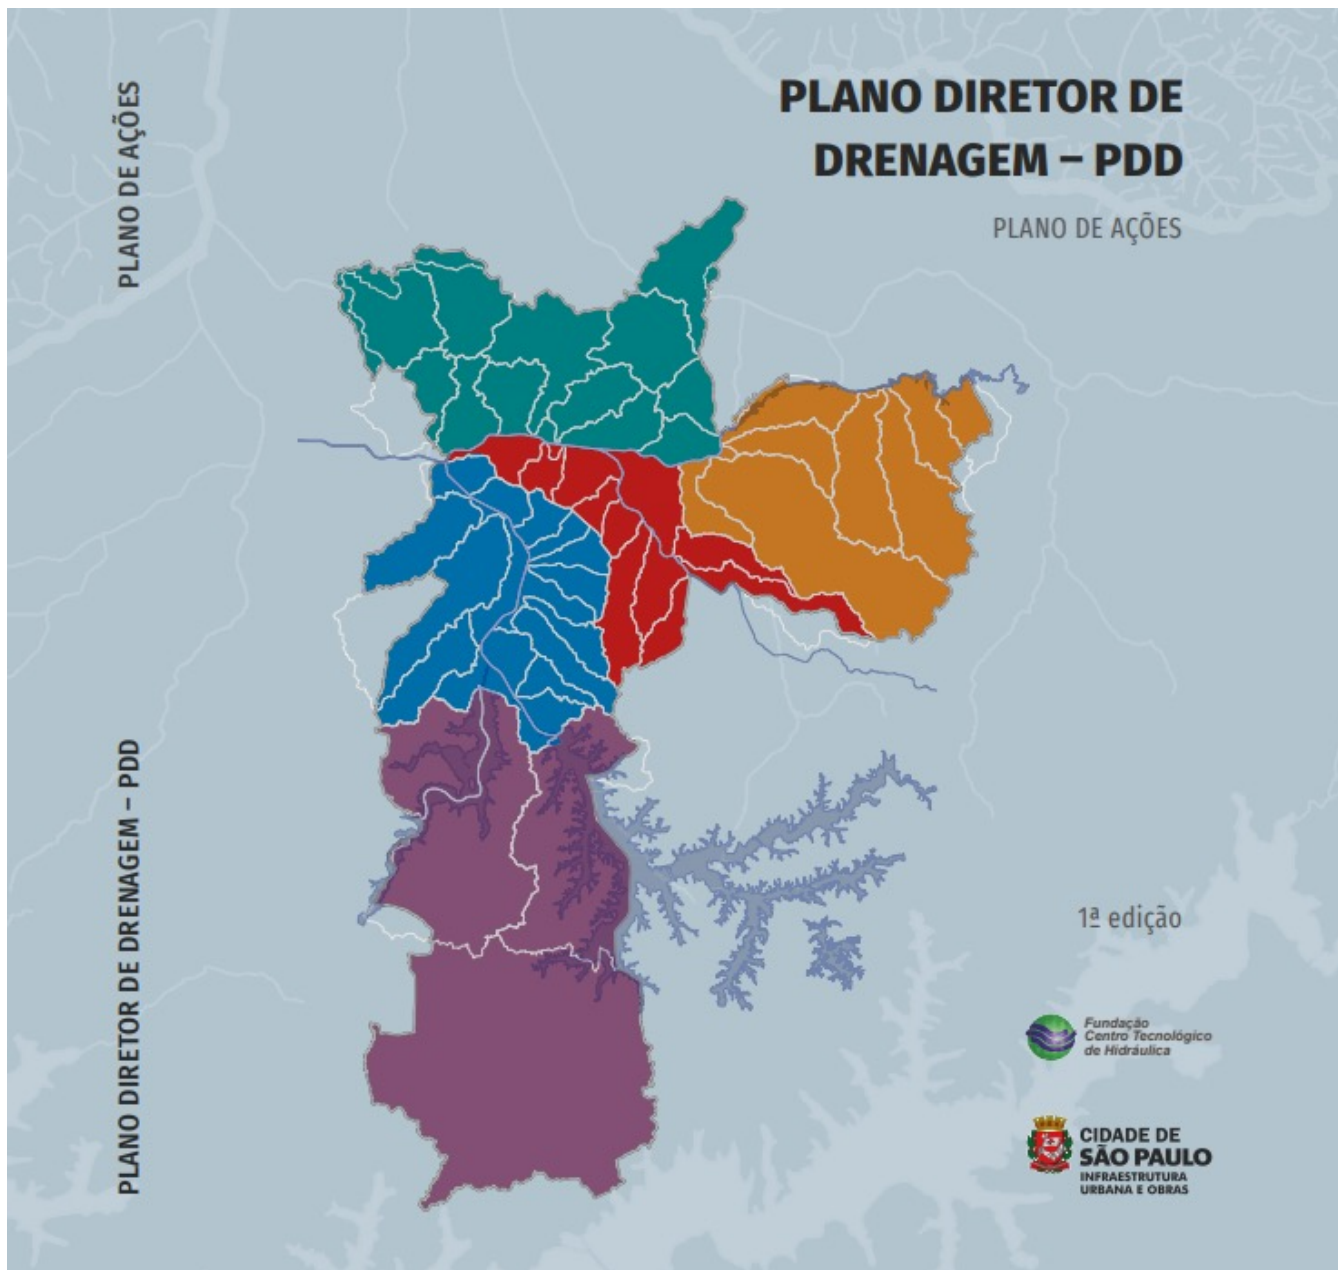 PLANO DE AÇÕES
PLANO DIRETOR DE
DRENAGEM – PDD
PLANO DE AÇÕES
PLANO DIRETOR DE DRENAGEM – PDD
1ª edição
Fundação
Centro Tecnológico
de Hidráulica
CIDADE DE
SÃO PAULO
INFRAESTRUTURA
URBANA E OBRAS